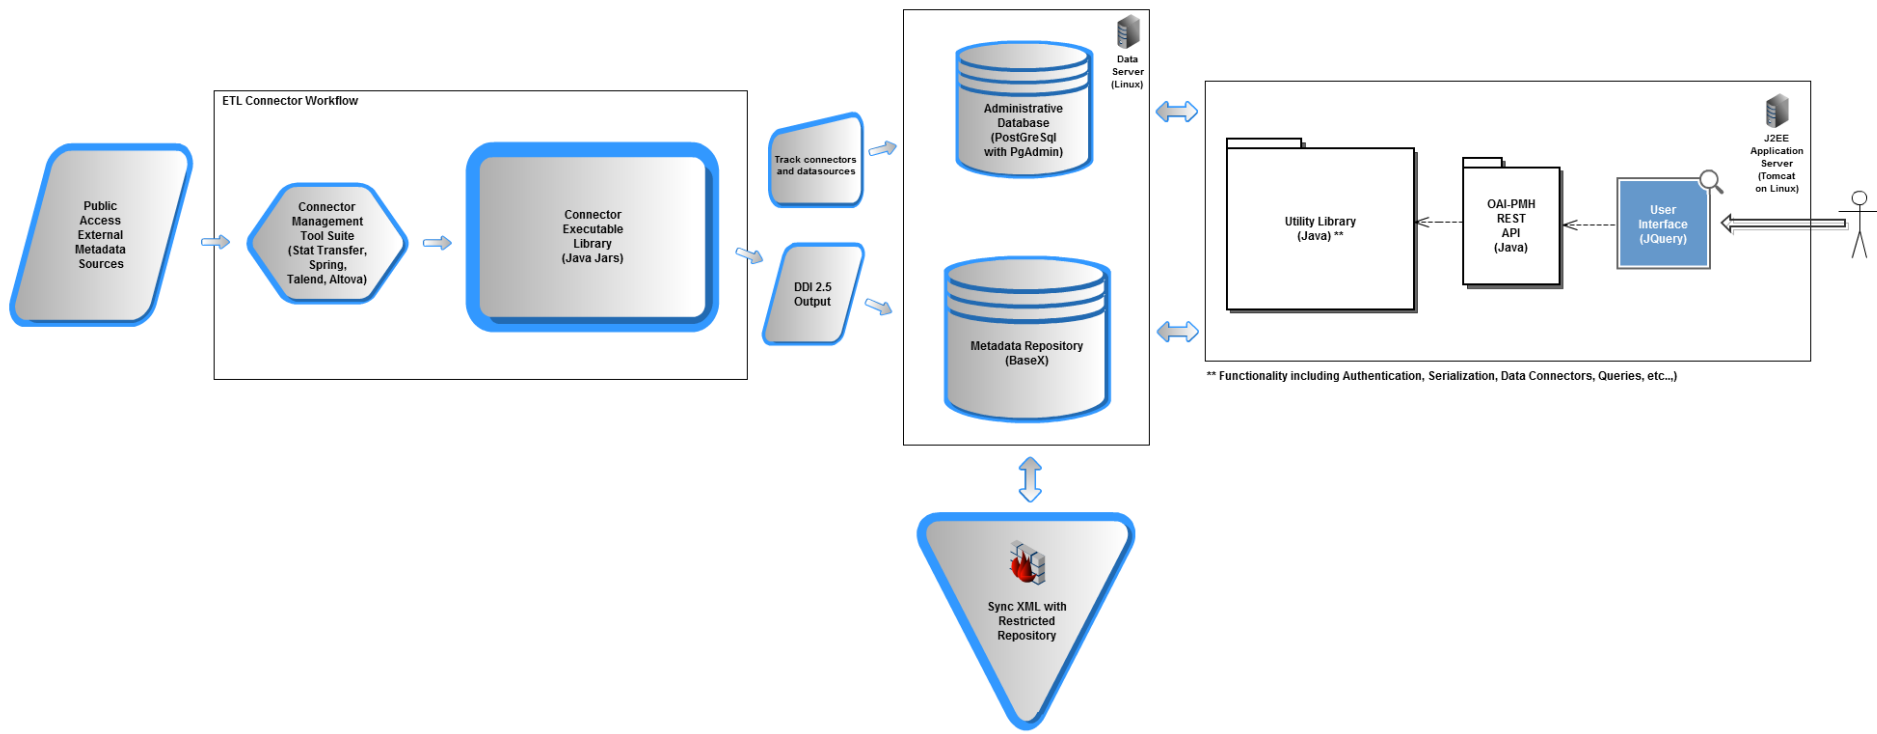 ETL Connector Workflow
Public
Access
External
Metadata
Sources
Connector
Management
Tool Suite
(Stat Transfer,
Spring,
Talend, Altova)
Connector
Executable
Library
(Java Jars)
Track connectors
and datasources
DDI 2.5
Output
Data
Server
(Linux)
Administrative
Database
(PostGreSql
with PgAdmin)
Metadata Repository
(BaseX)
Sync XML with
Restricted
Repository
J2EE
Application
Server
(Tomcat
on Linux)
Utility Library
(Java) **
OAI-PMH
REST
API
(Java)
User
Interface
(JQuery)
** Functionality including Authentication, Serialization, Data Connectors, Queries, etc..,)